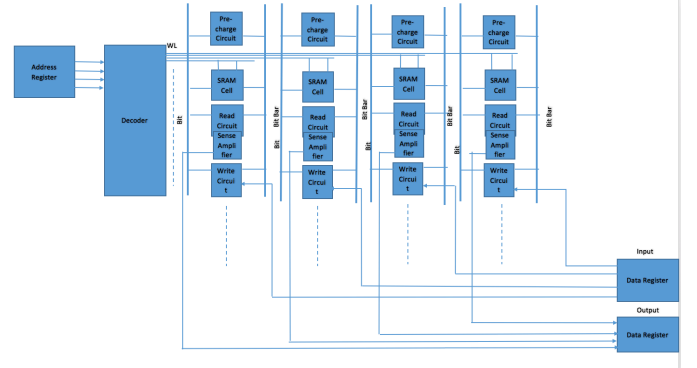 Pre-
charge
Circuit
Pre-
charge
Circuit
Pre-
charge
Circuit
Pre-
charge
Circuit
WL
Address
Register
Decoder
SRAM
Cell
SRAM
Cell
SRAM
Cell
SRAM
Cell
Bit
Read
Circuit
Bit Bar
Read
Circuit
Bit Bar
Read
Circuit
Bit Bar
Read
Circuit
Bit Bar
Sense
Ampli
fier
Bit
Sense
Ampli
fier
Bit
Sense
Ampli
fier
Bit
Sense
Ampli
fier
Write
Circui
t
Write
Circui
t
Write
Circui
t
Write
Circui
t
Input
Data Register
Output
Data Register